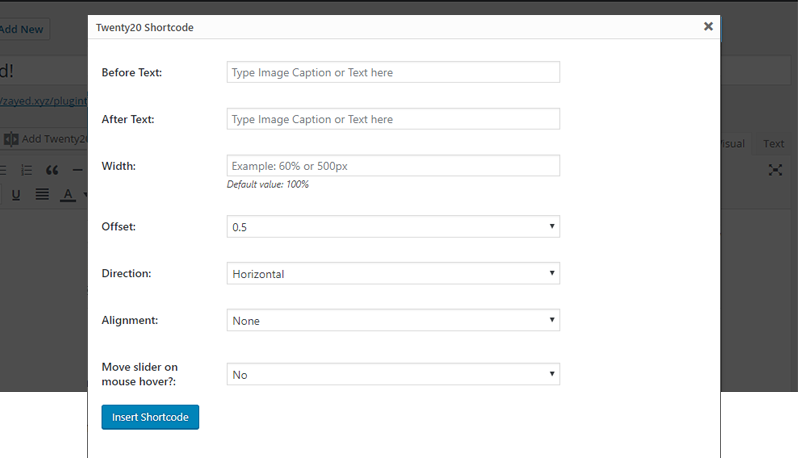 Add New
Twenty20 Shortcode
d!
Before Text:
Type Image Caption or Text here
/zayed.xyz/plugint
After Text:
Type Image Caption or Text here
Add Twenty20
isual
Text
Width:
Example: 60% or 500px
Default value: 100%
U
A
Offset:
0.5
Direction:
Horizontal
Alignment:
None
Move slider on
mouse hover?:
No
Insert Shortcode